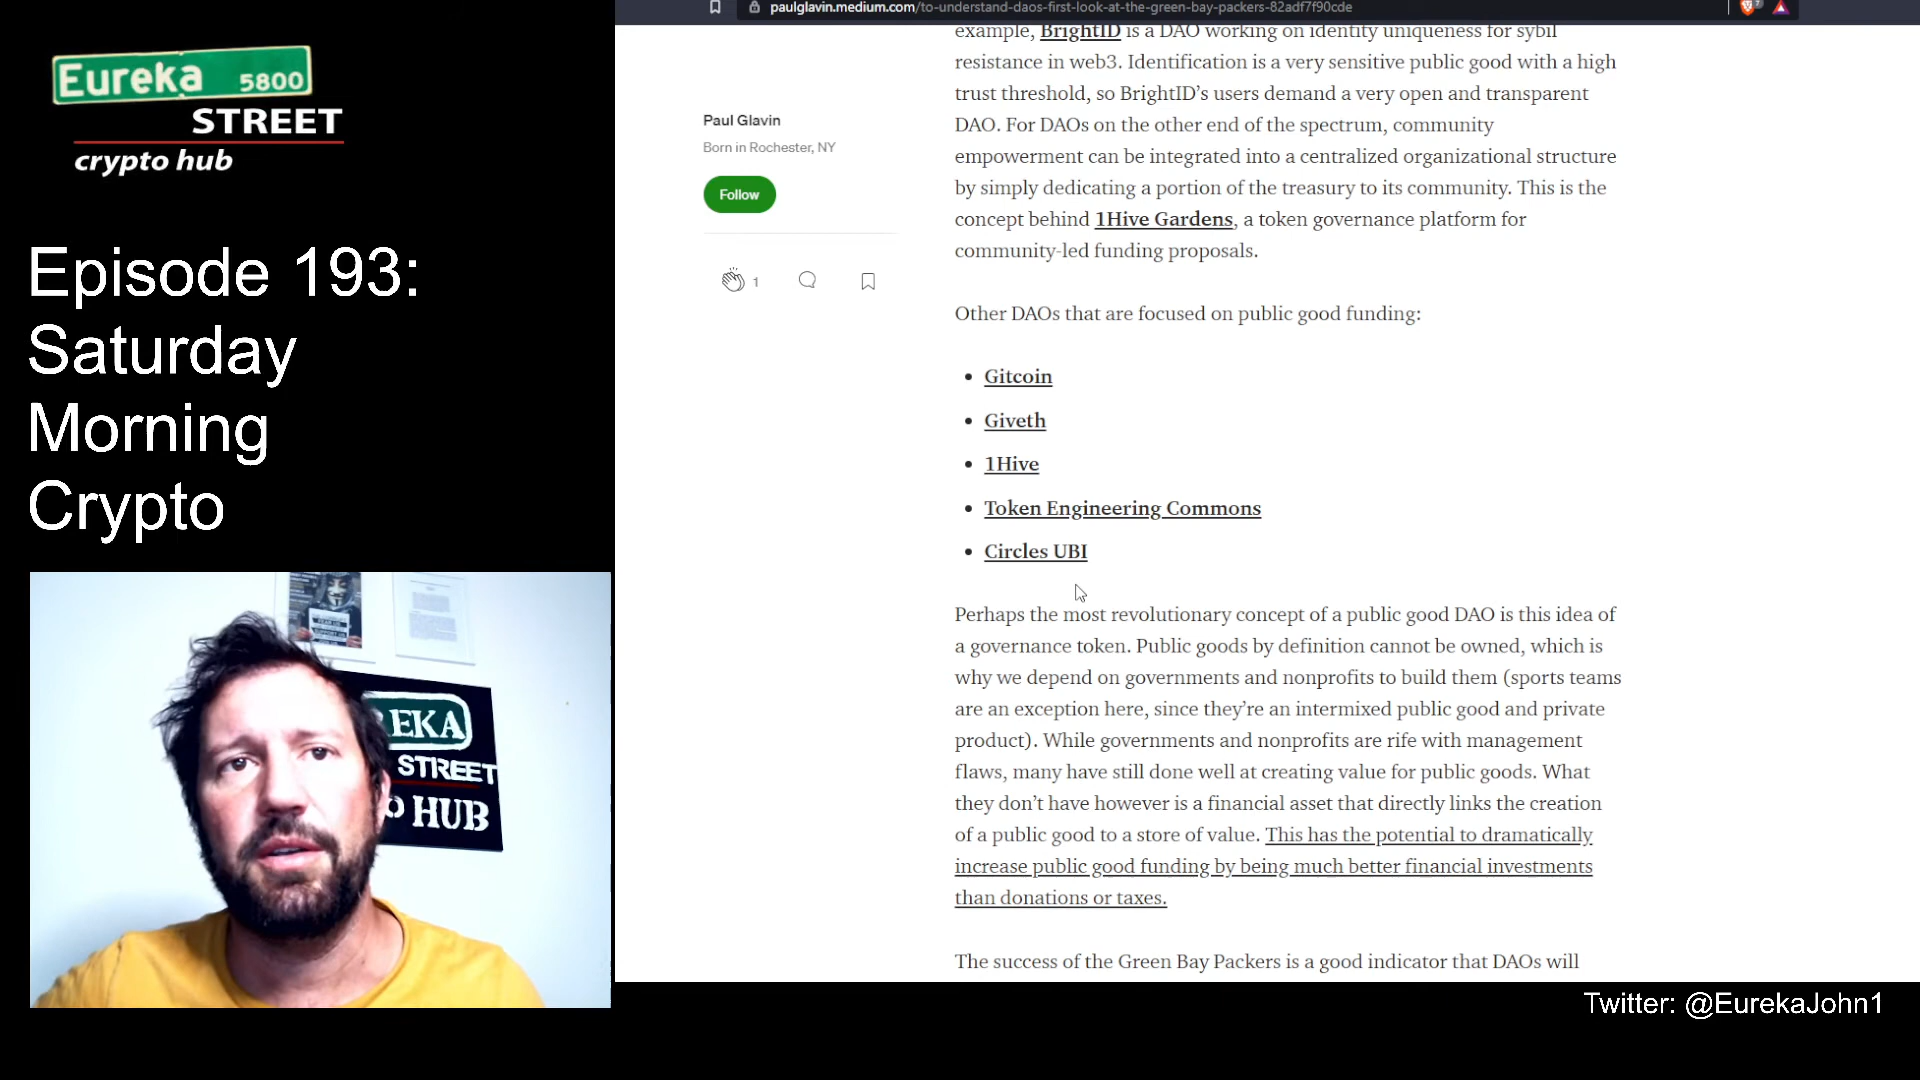 Eureka 5800
STREET
crypto hub
Episode 193:
Saturday
Morning
Crypto
EKA
STREET
HUB
paulglavin.medium.com/to-understand-daos-first-look-at-the-green-bay-packers-82adf7f90cde
Paul Glavin
Born in Rochester, NY
Follow
1
example, BrightID is a DAO working on identity uniqueness for sybil
resistance in web3. Identification is a very sensitive public good with a high
trust threshold, so BrightID’s users demand a very open and transparent
DAO. For DAOs on the other end of the spectrum, community
empowerment can be integrated into a centralized organizational structure
by simply dedicating a portion of the treasury to its community. This is the
concept behind 1Hive Gardens, a token governance platform for
community-led funding proposals.
Other DAOs that are focused on public good funding:
• Gitcoin
• Giveth
• 1Hive
• Token Engineering Commons
• Circles UBI
Perhaps the most revolutionary concept of a public good DAO is this idea of
a governance token. Public goods by definition cannot be owned, which is
why we depend on governments and nonprofits to build them (sports teams
are an exception here, since they’re an intermixed public good and private
product). While governments and nonprofits are rife with management
flaws, many have still done well at creating value for public goods. What
they don’t have however is a financial asset that directly links the creation
of a public good to a store of value. This has the potential to dramatically
increase public good funding by being much better financial investments
than donations or taxes.
The success of the Green Bay Packers is a good indicator that DAOs will
Twitter: @EurekaJohn1